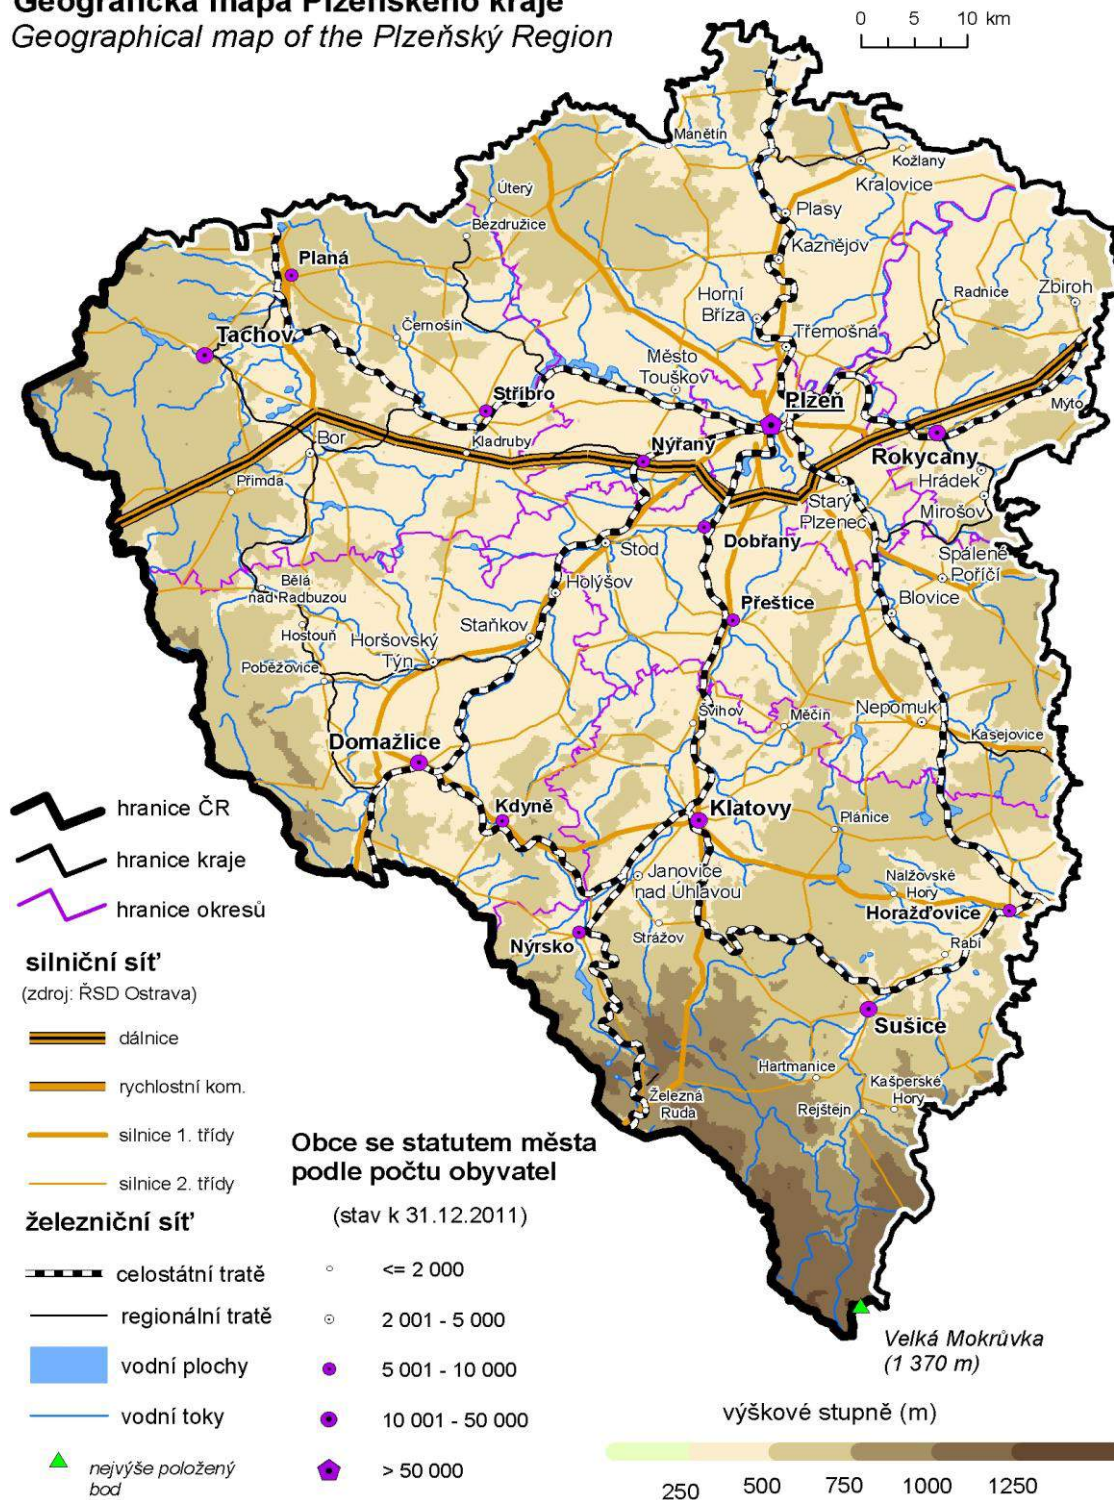 Geografická mapa Plzeňského kraje
Geographical map of the Plzeňský Region
0 5 10 km
Manětín
Kožlany
Kralovice
Úterý
Plasy
Bezdružice
Kaznějov
Planá
Horní
Bříza
Radnice
Zbiroh
Tachov
Černošín
Třemošná
Město
Touškov
Stříbro
Plzeň
Mýto
Bor
Kladruby
Nýřany
Rokycany
Přimda
Hrádek
Starý
Plzenec
Mirošov
Dobřany
Stod
Spálené
Poříčí
Bělá
nad Radbuzou
Holýšov
Přeštice
Blovice
Hostouň
Staňkov
Horšovský
Týn
Poběžovice
Švihov
Měčín
Nepomuk
Kasejovice
Domažlice
Kdyně
Klatovy
Plánice
Janovice
nad Úhlavou
Nalžovské
Hory
Horažďovice
Nýrsko
Strážov
Rabí
Sušice
Hartmanice
Kašperské
Hory
Železná
Ruda
Rejštejn
Velká Mokrůvka
(1 370 m)
hranice ČR
hranice kraje
hranice okresů
silniční síť
(zdroj: ŘSD Ostrava)
dálnice
rychlostní kom.
silnice 1. třídy
silnice 2. třídy
železniční síť
celostátní tratě
regionální tratě
vodní plochy
vodní toky
nejvýše položený
bod
Obce se statutem města
podle počtu obyvatel
(stav k 31.12.2011)
<= 2 000
2 001 - 5 000
5 001 - 10 000
10 001 - 50 000
> 50 000
výškové stupně (m)
250 500 750 1000 1250